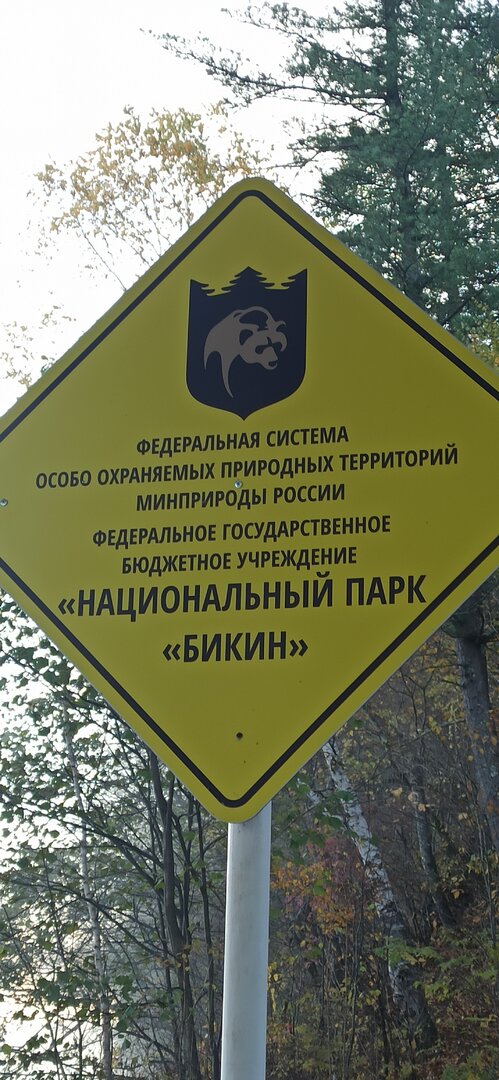 ФЕДЕРАЛЬНАЯ СИСТЕМА
ОСОБО ОХРАНЯЕМЫХ ПРИРОДНЫХ ТЕРРИТОРИЙ
МИНПРИРОДЫ РОССИИ
ФЕДЕРАЛЬНОЕ ГОСУДАРСТВЕННОЕ
БЮДЖЕТНОЕ УЧРЕЖДЕНИЕ
«НАЦИОНАЛЬНЫЙ ПАРК
«БИКИН»